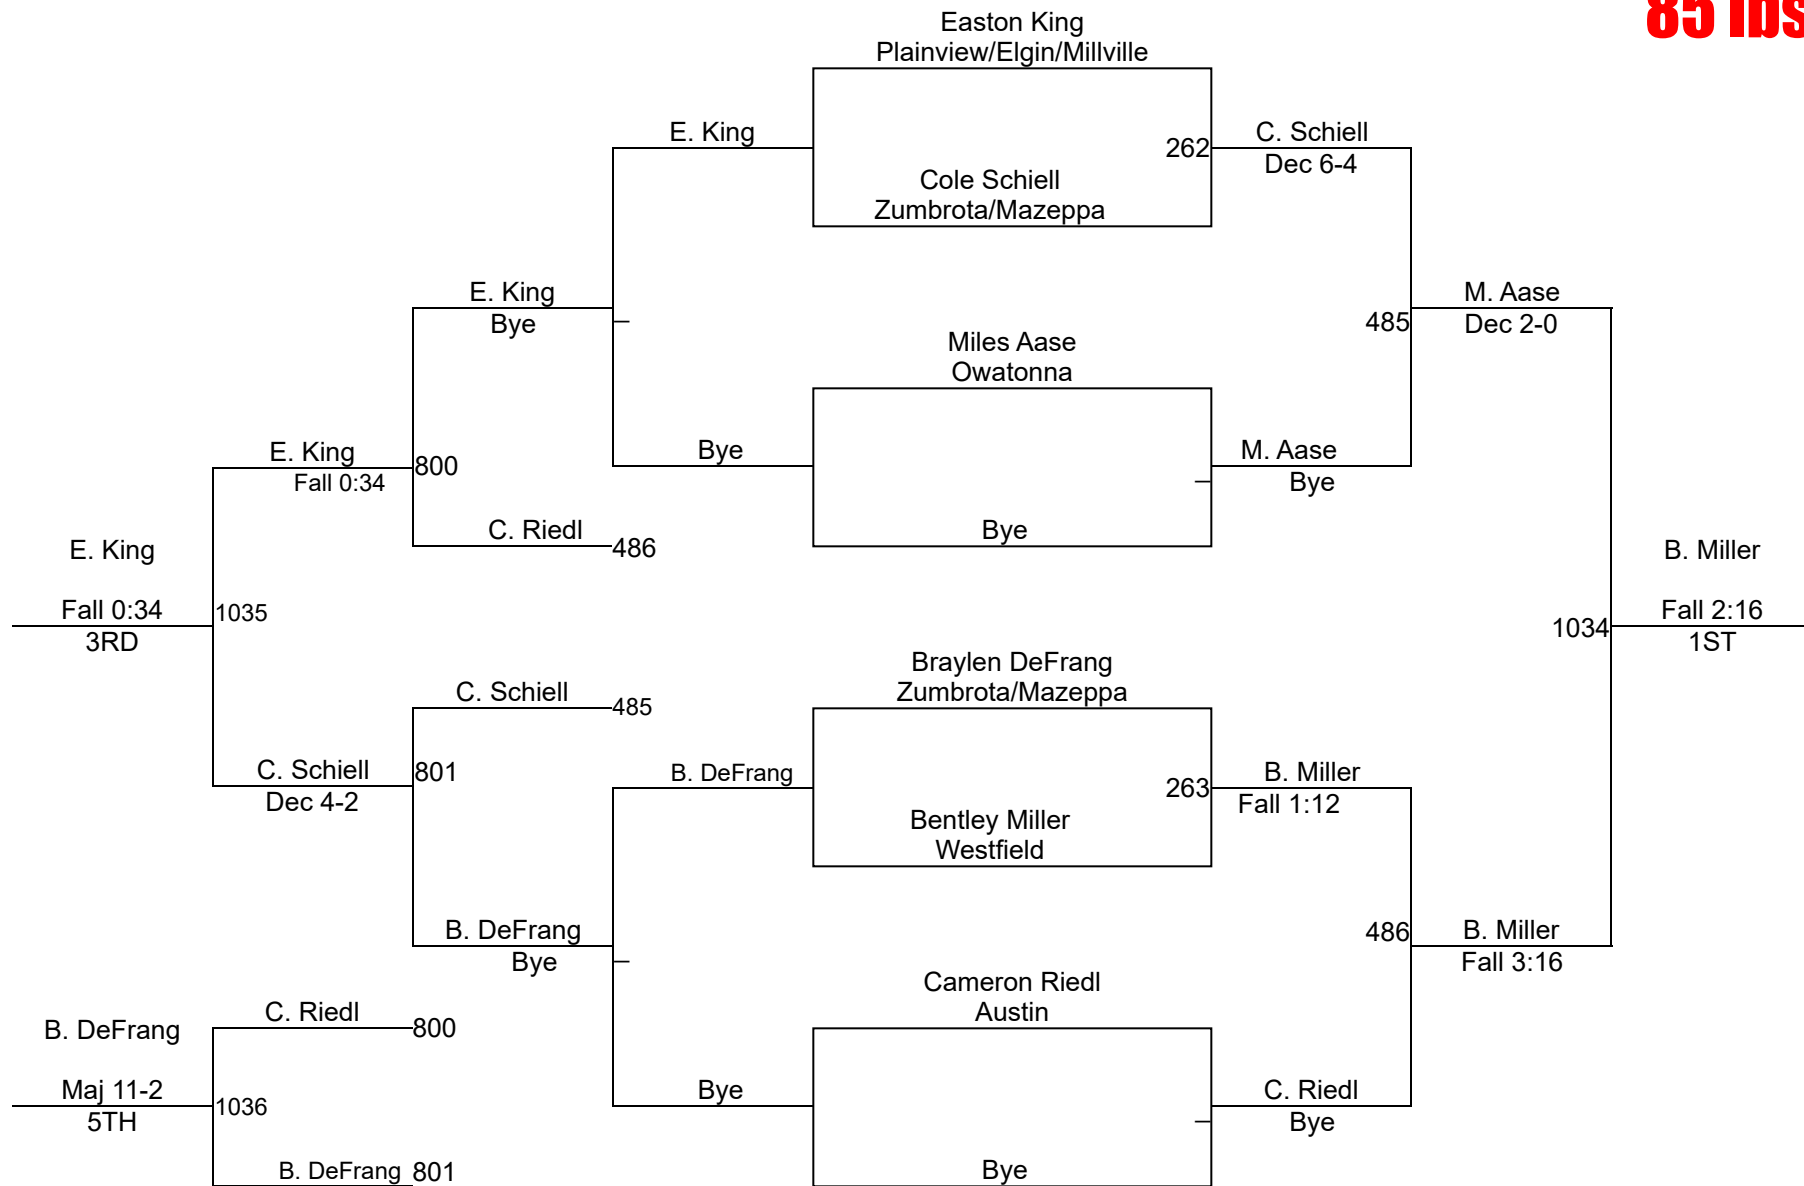 85 lbs
Easton King
Plainview/Elgin/Millville
E. King
262
C. Schiell
Dec 6-4
Cole Schiell
Zumbrota/Mazeppa
E. King
Bye
M. Aase
Dec 2-0
485
Miles Aase
Owatonna
E. King
Fall 0:34
800
Bye
M. Aase
Bye
C. Riedl
486
Bye
E. King
Fall 0:34
3RD
1035
B. Miller
Fall 2:16
1ST
1034
Braylen DeFrang
Zumbrota/Mazeppa
C. Schiell
485
C. Schiell
Dec 4-2
801
B. DeFrang
263
B. Miller
Fall 1:12
Bentley Miller
Westfield
B. DeFrang
Bye
486
B. Miller
Fall 3:16
Cameron Riedl
Austin
C. Riedl
800
B. DeFrang
Maj 11-2
5TH
1036
Bye
C. Riedl
Bye
B. DeFrang
801
Bye